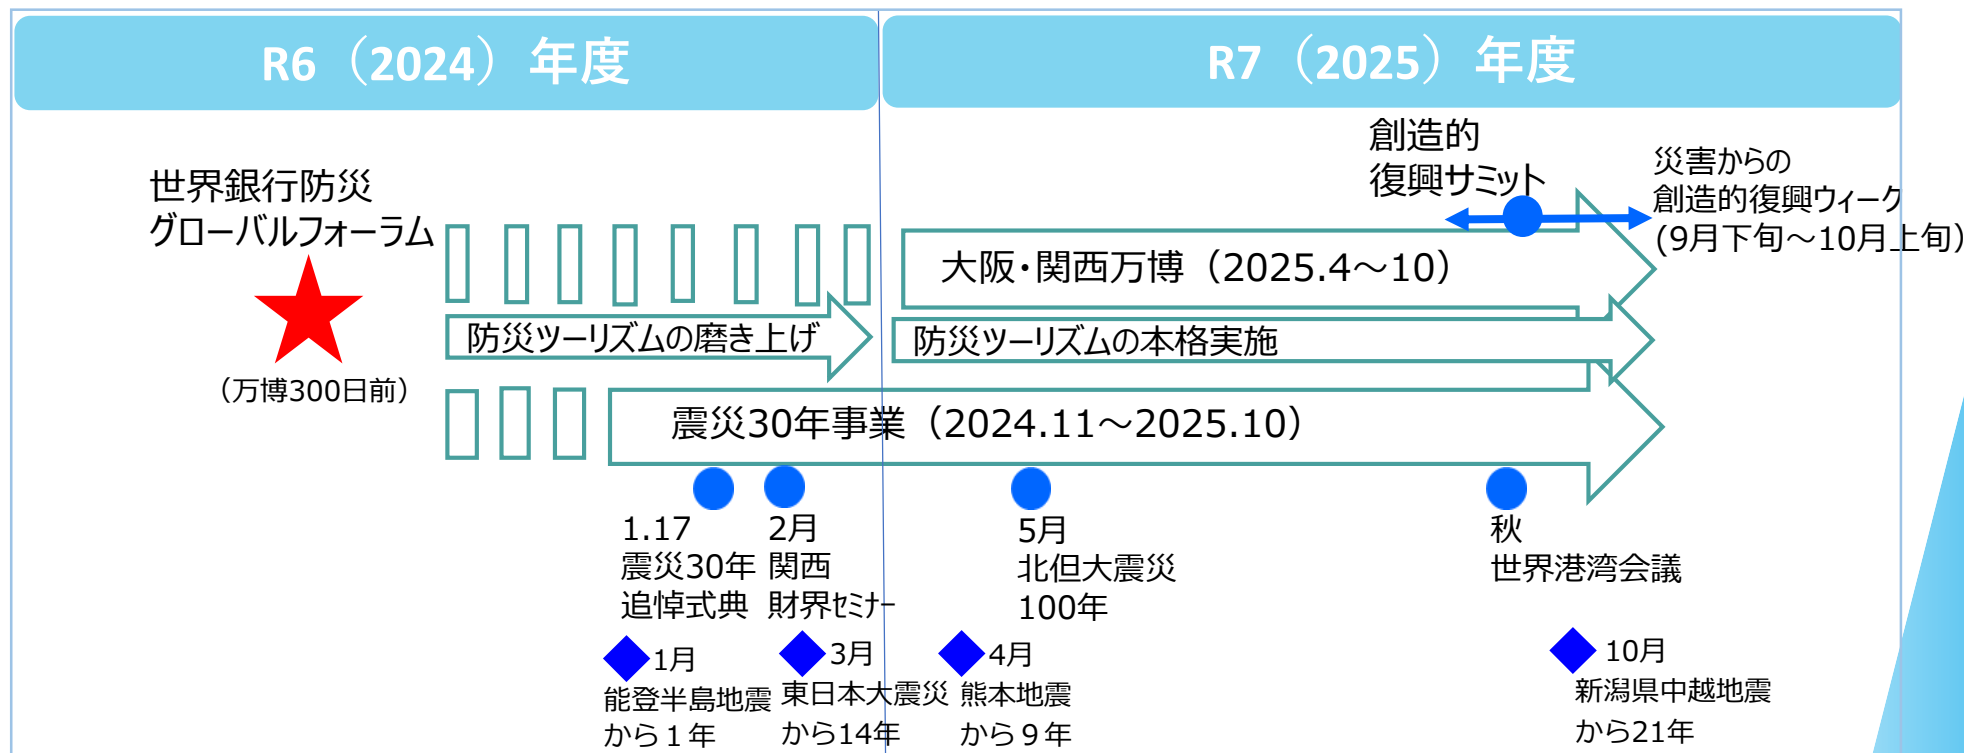 R6（2024）年度
R7（2025）年度
世界銀行防災
グローバルフォーラム
（万博300日前）
創造的
復興サミット
災害からの
創造的復興ウィーク
(9月下旬～10月上旬）
大阪・関西万博（2025.4～10）
防災ツーリズムの磨き上げ
防災ツーリズムの本格実施
震災30年事業（2024.11～2025.10）
1.17
震災30年
追悼式典
2月
関西
財界セミナー
5月
北但大震災
100年
秋
世界港湾会議
1月
能登半島地震
から１年
3月
東日本大震災
から14年
4月
熊本地震
から９年
10月
新潟県中越地震
から21年